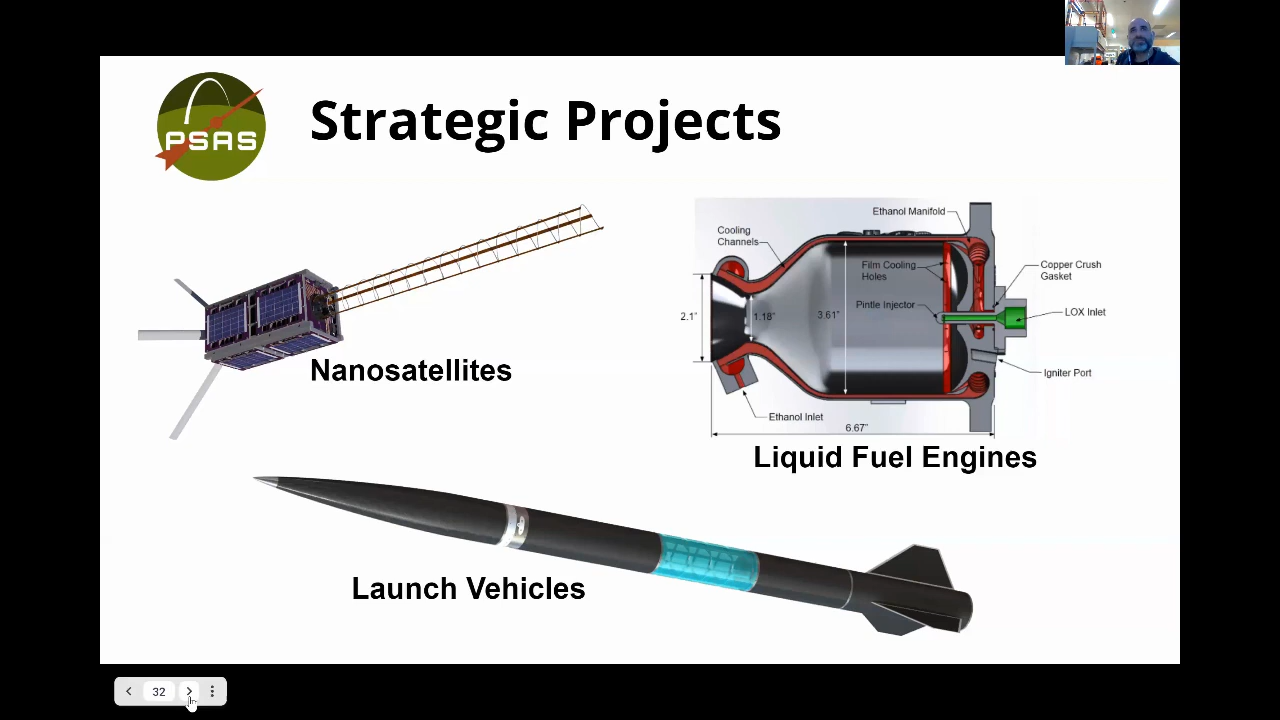 PSAS
Strategic Projects
Nanosatellites
Cooling
Channels
Ethanol Manifold
Film Cooling
Holes
Copper Crush
Gasket
Pintle Injector
LOX Inlet
2.1"
1.18"
3.61"
Igniter Port
Ethanol Inlet
6.67"
Liquid Fuel Engines
Launch Vehicles
32